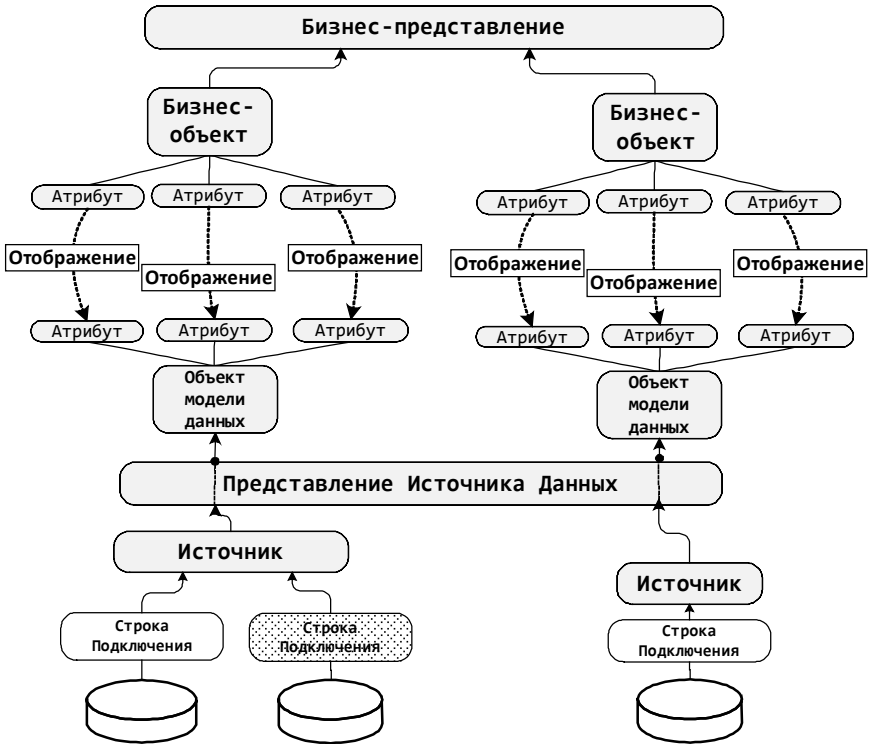 Бизнес-представление
Бизнес-
объект
Бизнес-
объект
Атрибут Атрибут Атрибут
Атрибут Атрибут Атрибут
Отображение Отображение Отображение
Отображение Отображение Отображение
Атрибут Атрибут Атрибут
Атрибут Атрибут Атрибут
Объект
модели
данных
Объект
модели
данных
Представление Источника Данных
Источник
Источник
Строка
Подключения
Строка
Подключения
Строка
Подключения